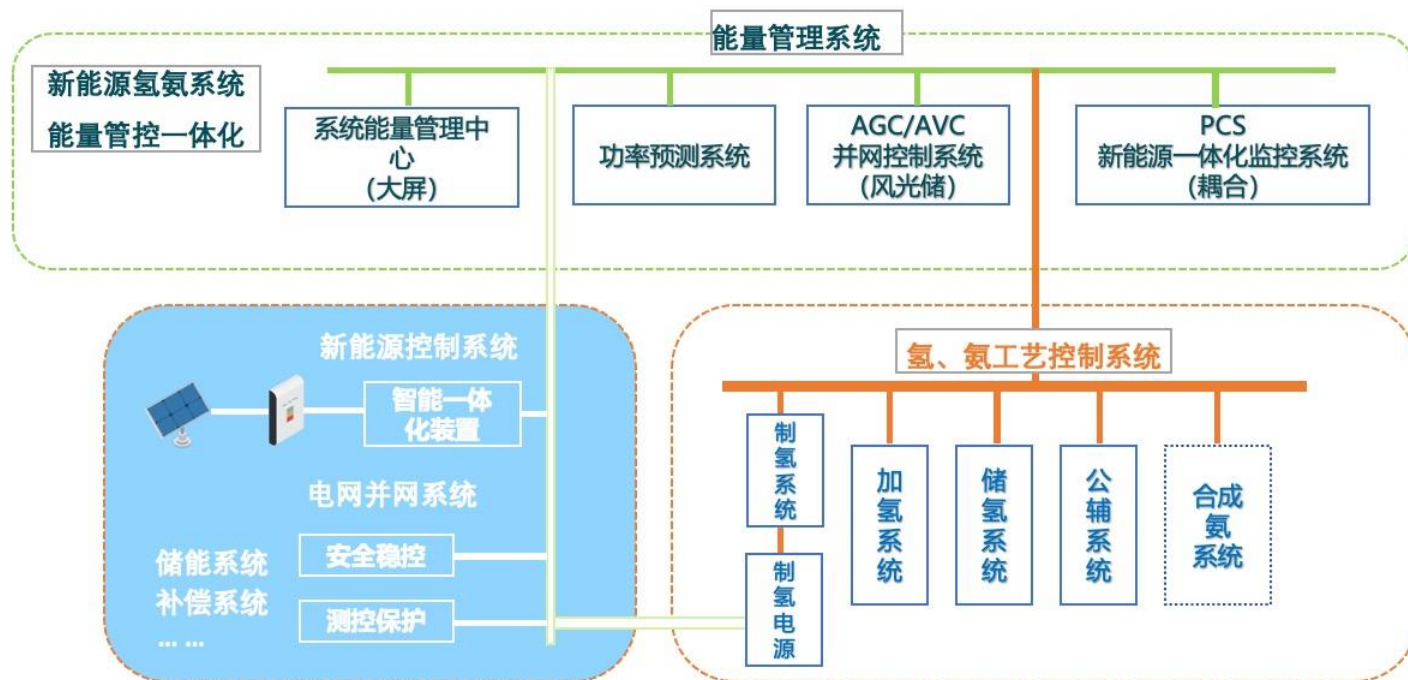 能量管理系统
新能源氢氨系统
能量管控一体化
系统能量管理中
心
(大屏)
功率预测系统
AGC/AVC
并网控制系统
(风光储)
PCS
新能源一体化监控系统
(耦合)
新能源控制系统
智能一体
化装置
电网并网系统
储能系统
补偿系统
... ...
安全稳控
测控保护
氢、氨工艺控制系统
制氢系统
制氢电源
加氢系统
储氢系统
公辅系统
合成
氨
系统